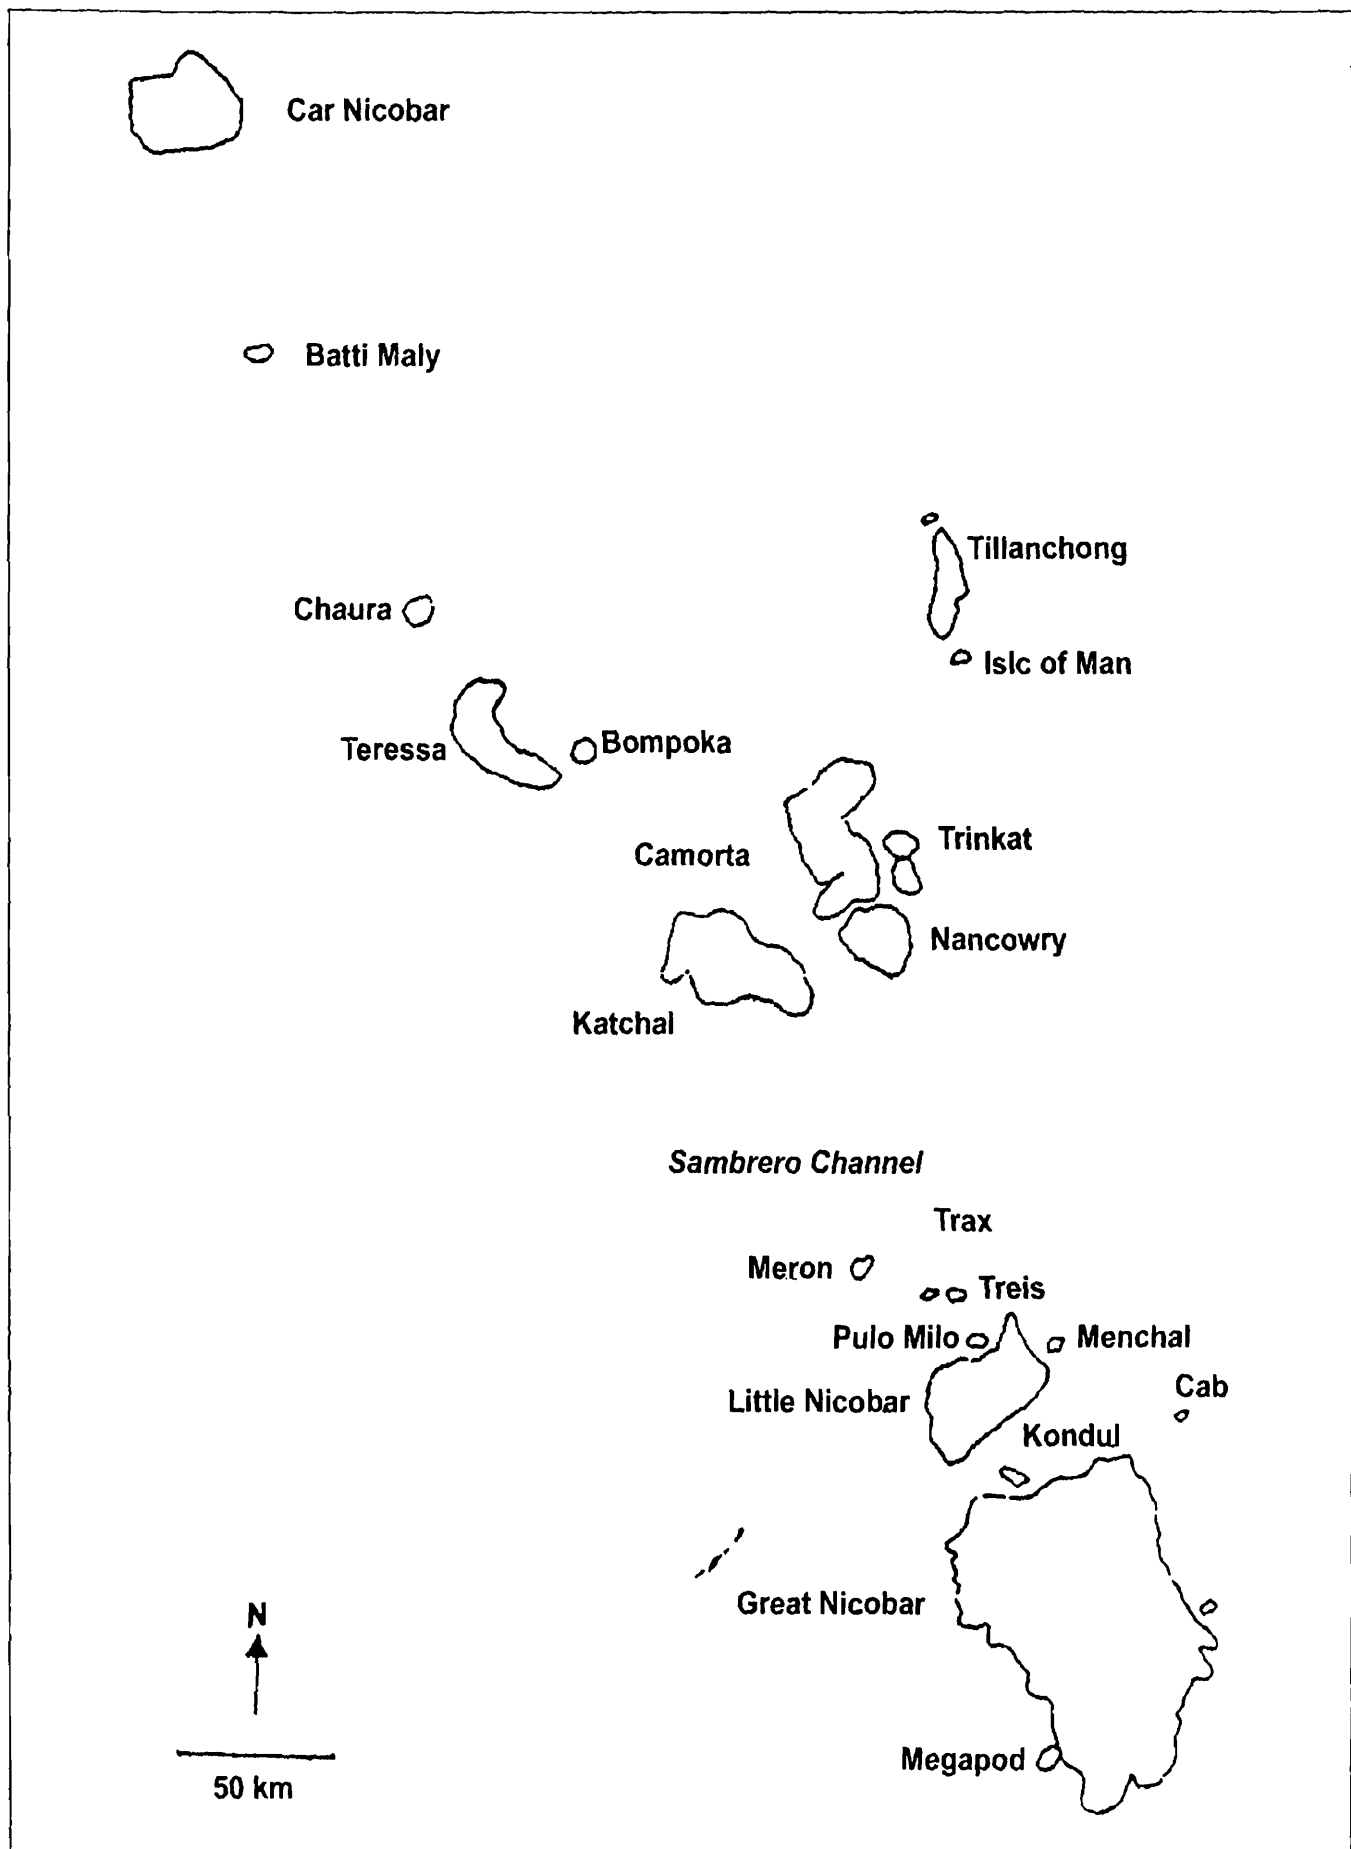 Car Nicobar
Batti Maly
Tillanchong
Chaura
Islc of Man
Bompoka
Teressa
Trinkat
Camorta
Nancowry
Katchal
Sambrero Channel
Trax
Meron
Treis
Pulo Milo
Menchal
Cab
Little Nicobar
Kondul
Great Nicobar
N
Megapod
50 km